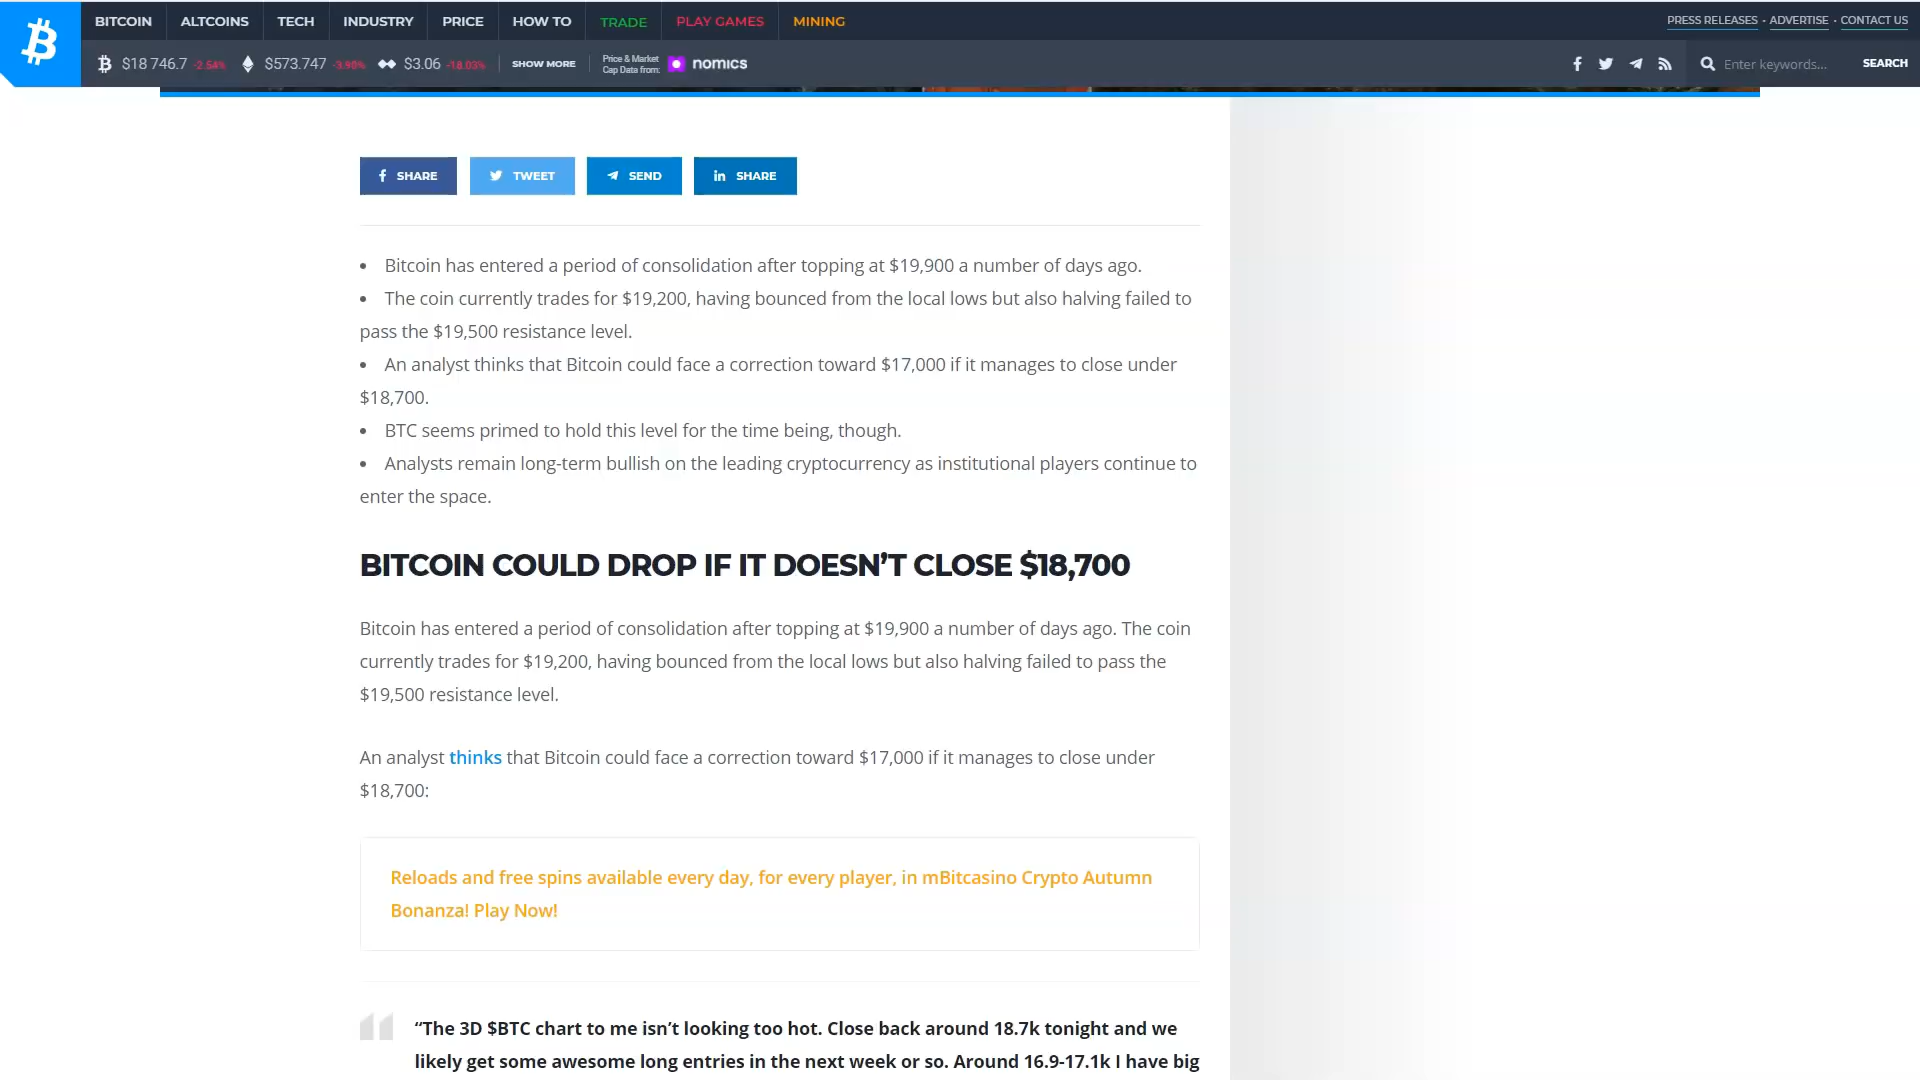 BITCOIN ALTCOINS TECH INDUSTRY PRICE HOW TO TRADE PLAY GAMES MINING PRESS RELEASES - ADVERTISE - CONTACT US
$18 746.7 -2.54% $573.747 -3.90% $3.06 -18.03% SHOW MORE Price & Market Cap Data from: nomics Enter keywords... SEARCH
SHARE TWEET SEND SHARE
• Bitcoin has entered a period of consolidation after topping at $19,900 a number of days ago.
• The coin currently trades for $19,200, having bounced from the local lows but also halving failed to
pass the $19,500 resistance level.
• An analyst thinks that Bitcoin could face a correction toward $17,000 if it manages to close under
$18,700.
• BTC seems primed to hold this level for the time being, though.
• Analysts remain long-term bullish on the leading cryptocurrency as institutional players continue to
enter the space.
BITCOIN COULD DROP IF IT DOESN’T CLOSE $18,700
Bitcoin has entered a period of consolidation after topping at $19,900 a number of days ago. The coin
currently trades for $19,200, having bounced from the local lows but also halving failed to pass the
$19,500 resistance level.
An analyst thinks that Bitcoin could face a correction toward $17,000 if it manages to close under
$18,700:
Reloads and free spins available every day, for every player, in mBitcasino Crypto Autumn
Bonanza! Play Now!
“The 3D $BTC chart to me isn’t looking too hot. Close back around 18.7k tonight and we
likely get some awesome long entries in the next week or so. Around 16.9-17.1k I have big